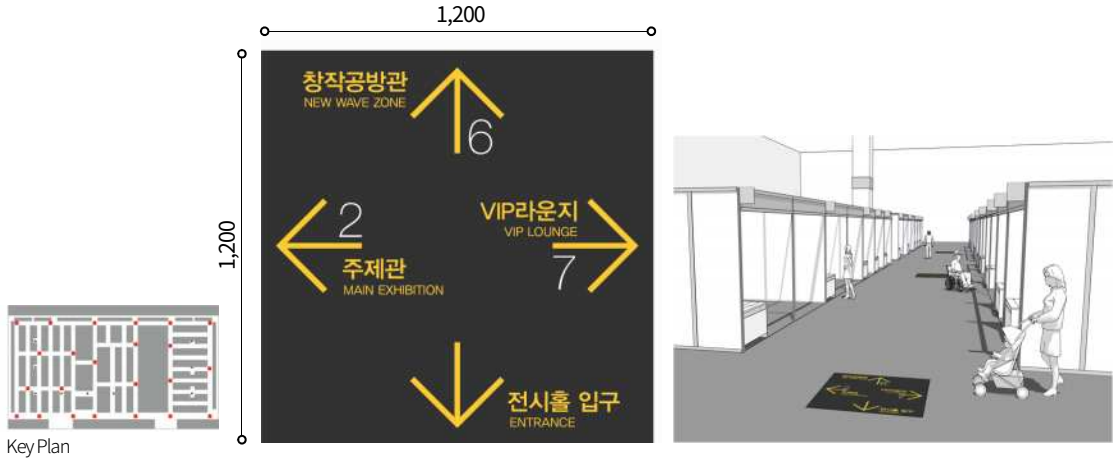 1,200
1,200
창작공방관
NEW WAVE ZONE
6
2
주제관
MAIN EXHIBITION
VIP라운지
VIP LOUNGE
7
전시홀 입구
ENTRANCE
Key Plan